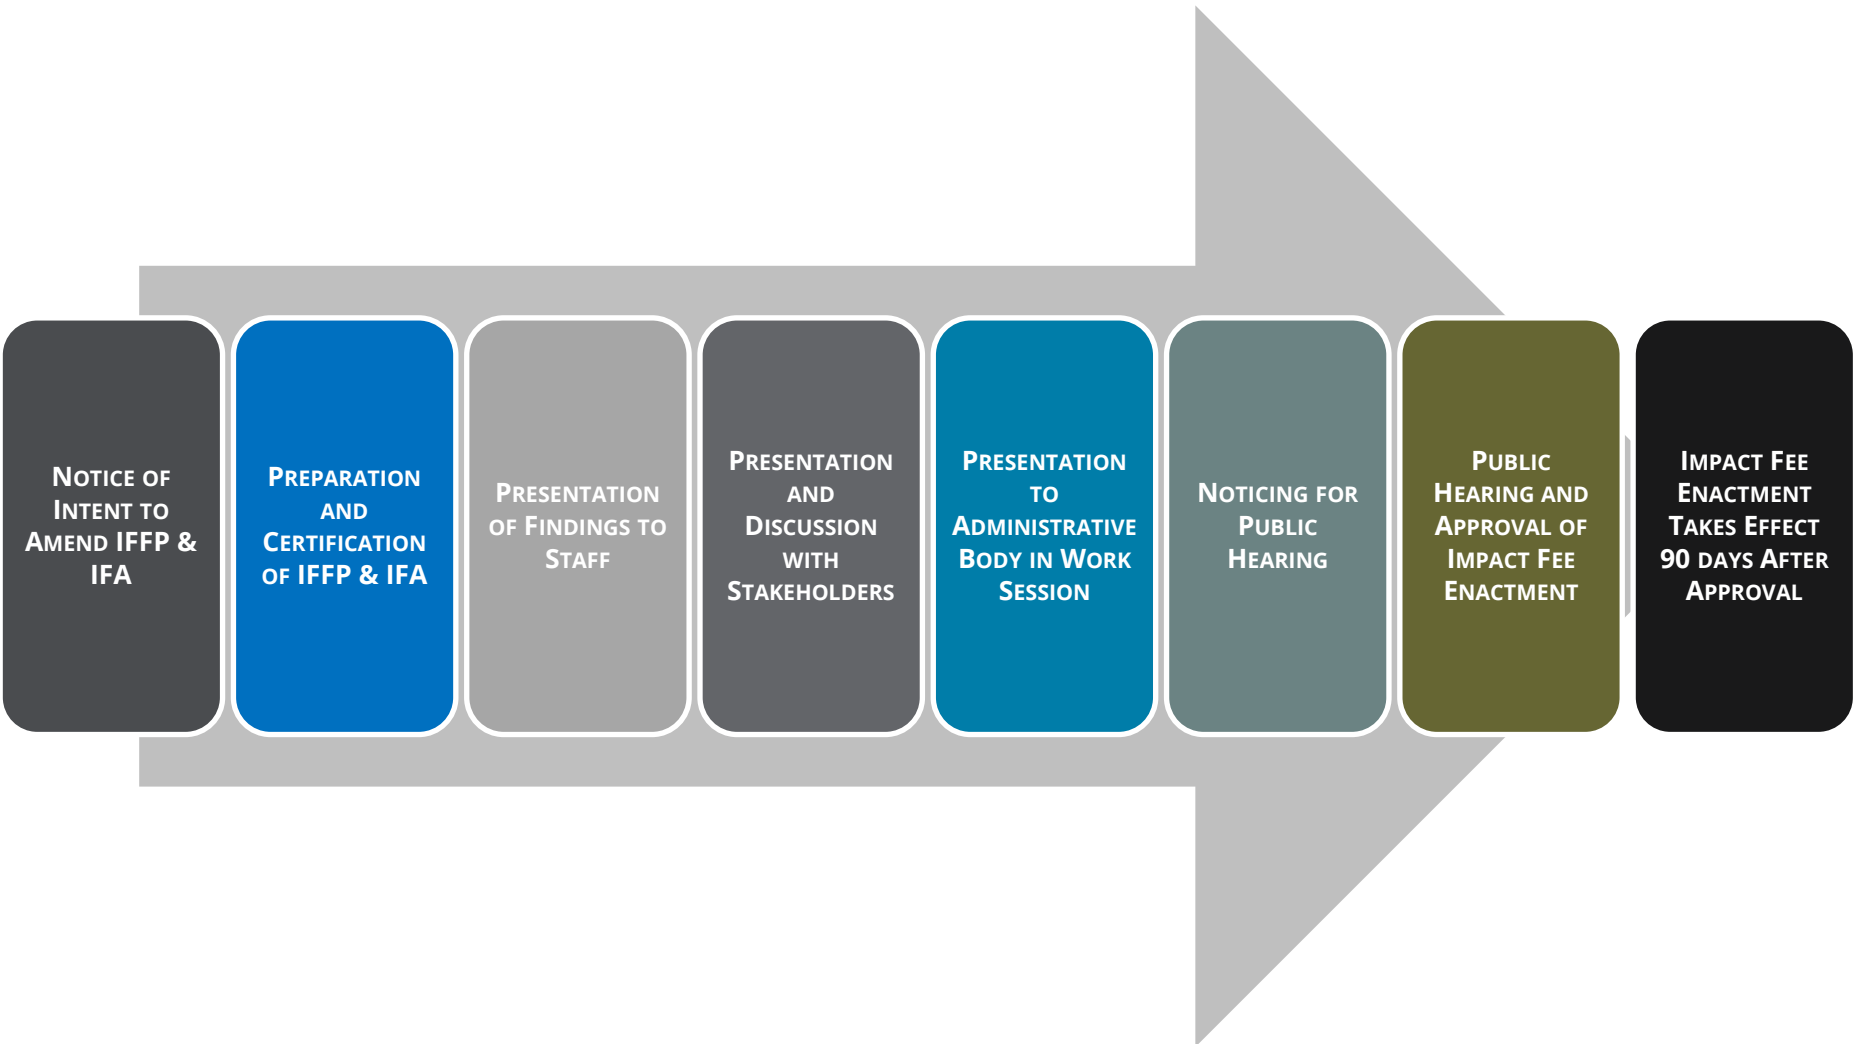 Notice of
Intent to
Amend IFFP &
IFA
Preparation
and
Certification
of IFFP & IFA
Presentation
of Findings to
Staff
Presentation
and
Discussion
with
Stakeholders
Presentation
to
Administrative
Body in Work
Session
Noticing for
Public
Hearing
Public
Hearing and
Approval of
Impact Fee
Enactment
Impact Fee
Enactment
Takes Effect
90 days After
Approval